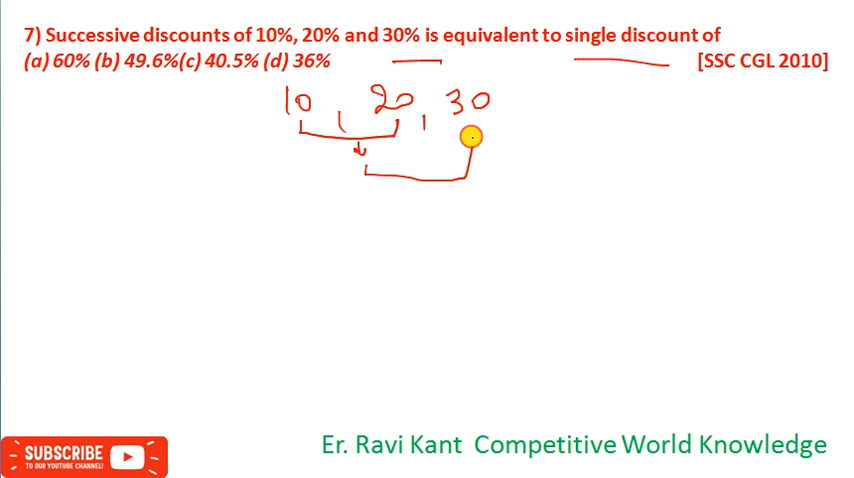 7) Successive discounts of 10%, 20% and 30% is equivalent to single discount of
(a) 60% (b) 49.6%(c) 40.5% (d) 36% [SSC CGL 2010]
10, 20, 30
SUBSCRIBE
TO OUR YOUTUBE CHANNEL!
Er. Ravi Kant Competitive World Knowledge